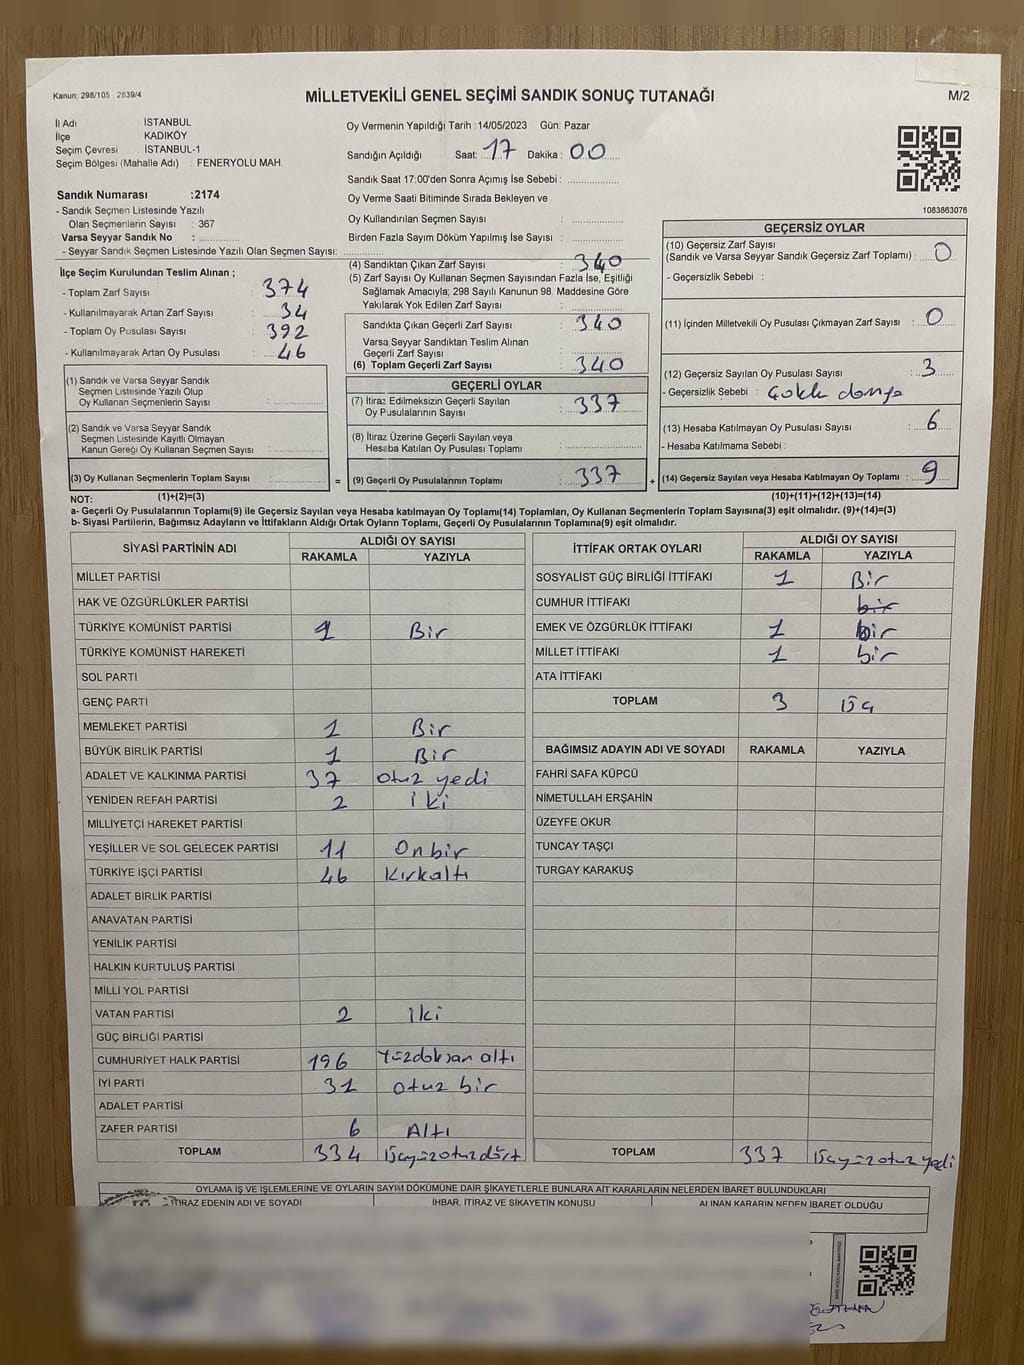 Kanun: 298/105 2839/4
MİLLETVEKİLİ GENEL SEÇİMİ SANDIK SONUÇ TUTANAĞI
M/2
İl Adı İSTANBUL
İlçe KADIKÖY
Seçim Çevresi İSTANBUL-1
Seçim Bölgesi (Mahalle Adı) : FENERYOLU MAH.
Sandık Numarası :2174
- Sandık Seçmen Listesinde Yazılı
Olan Seçmenlerin Sayısı : 367
Varsa Seyyar Sandık No :
- Seyyar Sandık Seçmen Listesinde Yazılı Olan Seçmen Sayısı:
İlçe Seçim Kurulundan Teslim Alınan ;
- Toplam Zarf Sayısı : 374
- Kullanılmayarak Artan Zarf Sayısı : 34
- Toplam Oy Pusulası Sayısı : 392
- Kullanılmayarak Artan Oy Pusulası : 46
(1) Sandık ve Varsa Seyyar Sandık
Seçmen Listesinde Yazılı Olup
Oy Kullanan Seçmenlerin Sayısı :
(2) Sandık ve Varsa Seyyar Sandık
Seçmen Listesinde Kayıtlı Olmayan
Kanun Gereği Oy Kullanan Seçmen Sayısı :
(3) Oy Kullanan Seçmenlerin Toplam Sayısı :
Oy Vermenin Yapıldığı Tarih :14/05/2023 Gün: Pazar
Sandığın Açıldığı Saat: 17 Dakika : 00
Sandık Saat 17:00'den Sonra Açımış İse Sebebi :
Oy Verme Saati Bitiminde Sırada Bekleyen ve
Oy Kullandırılan Seçmen Sayısı :
Birden Fazla Sayım Döküm Yapılmış İse Sayısı :
(4) Sandıktan Çıkan Zarf Sayısı : 340
(5) Zarf Sayısı Oy Kullanan Seçmen Sayısından Fazla İse, Eşitliği
Sağlamak Amacıyla; 298 Sayılı Kanunun 98. Maddesine Göre
Yakılarak Yok Edilen Zarf Sayısı :
Sandıkta Çıkan Geçerli Zarf Sayısı : 340
Varsa Seyyar Sandıktan Teslim Alınan
Geçerli Zarf Sayısı :
(6) Toplam Geçerli Zarf Sayısı : 340
GEÇERLİ OYLAR
(7) İtiraz Edilmeksizin Geçerli Sayılan
Oy Pusulalarının Sayısı : 337
(8) İtiraz Üzerine Geçerli Sayılan veya
Hesaba Katılan Oy Pusulası Toplamı :
= (9) Geçerli Oy Pusulalarının Toplamı : 337 +
1083863076
GEÇERSİZ OYLAR
(10) Geçersiz Zarf Sayısı
(Sandık ve Varsa Seyyar Sandık Geçersiz Zarf Toplamı) : 0
- Geçersizlik Sebebi :
(11) İçinden Milletvekili Oy Pusulası Çıkmayan Zarf Sayısı : 0
(12) Geçersiz Sayılan Oy Pusulası Sayısı : 3
- Geçersizlik Sebebi :
(13) Hesaba Katılmayan Oy Pusulası Sayısı : 6
- Hesaba Katılmama Sebebi :
(14) Geçersiz Sayılan veya Hesaba Katılmayan Oy Toplamı : 9
NOT: (1)+(2)=(3) (10)+(11)+(12)+(13)=(14)
a- Geçerli Oy Pusulalarının Toplamı(9) ile Geçersiz Sayılan veya Hesaba katılmayan Oy Toplamı(14) Toplamları, Oy Kullanan Seçmenlerin Toplam Sayısına(3) eşit olmalıdır. (9)+(14)=(3)
b- Siyasi Partilerin, Bağımsız Adayların ve İttifakların Aldığı Ortak Oyların Toplamı, Geçerli Oy Pusulalarının Toplamına(9) eşit olmalıdır.
SİYASİ PARTİNİN ADI ALDIĞI OY SAYISI
RAKAMLA YAZIYLA
MİLLET PARTİSİ
HAK VE ÖZGÜRLÜKLER PARTİSİ
TÜRKİYE KOMÜNİST PARTİSİ 1 Bir
TÜRKİYE KOMÜNİST HAREKETİ
SOL PARTİ
GENÇ PARTİ
MEMLEKET PARTİSİ 1 Bir
BÜYÜK BİRLİK PARTİSİ 1 Bir
ADALET VE KALKINMA PARTİSİ 37 otuz yedi
YENİDEN REFAH PARTİSİ 2 iki
MİLLİYETÇİ HAREKET PARTİSİ
YEŞİLLER VE SOL GELECEK PARTİSİ 11 Onbir
TÜRKİYE İŞÇİ PARTİSİ 46 Kırkaltı
ADALET BİRLİK PARTİSİ
ANAVATAN PARTİSİ
YENİLİK PARTİSİ
HALKIN KURTULUŞ PARTİSİ
MİLLİ YOL PARTİSİ
VATAN PARTİSİ 2 iki
GÜÇ BİRLİĞİ PARTİSİ
CUMHURİYET HALK PARTİSİ 196 Yüzdoksan altı
İYİ PARTİ 31 otuz bir
ADALET PARTİSİ
ZAFER PARTİSİ 6 Altı
TOPLAM 334 Üçyüzotuzdört
İTTİFAK ORTAK OYLARI ALDIĞI OY SAYISI
RAKAMLA YAZIYLA
SOSYALİST GÜÇ BİRLİĞİ İTTİFAKI 1 Bir
CUMHUR İTTİFAKI bir
EMEK VE ÖZGÜRLÜK İTTİFAKI 1 bir
MİLLET İTTİFAKI 1 bir
ATA İTTİFAKI
TOPLAM 3 Üç
BAĞIMSIZ ADAYIN ADI VE SOYADI RAKAMLA YAZIYLA
FAHRİ SAFA KÜPCÜ
NİMETULLAH ERŞAHİN
ÜZEYFE OKUR
TUNCAY TAŞÇI
TURGAY KARAKUŞ
TOPLAM 337 Üçyüzotuz yedi
OYLAMA İŞ VE İŞLEMLERİNE VE OYLARIN SAYIM DÖKÜMÜNE DAİR ŞİKAYETLERLE BUNLARA AİT KARARLARIN NELERDEN İBARET BULUNDUKLARI
İTİRAZ EDENİN ADI VE SOYADI İHBAR, İTİRAZ VE ŞİKAYETİN KONUSU ALINAN KARARIN NEDEN İBARET OLDUĞU